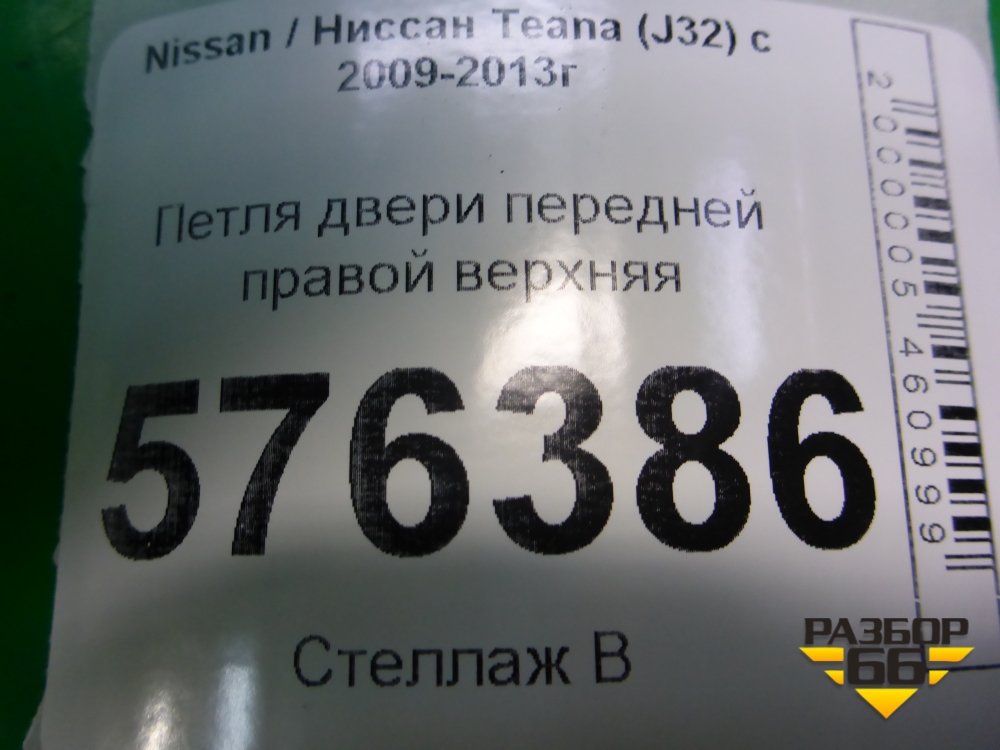 Nissan / Ниссан Teana (J32) с
2009-2013г
Петля двери передней
правой верхняя
576386
Стеллаж В
2000005460999
РАЗБОР
66